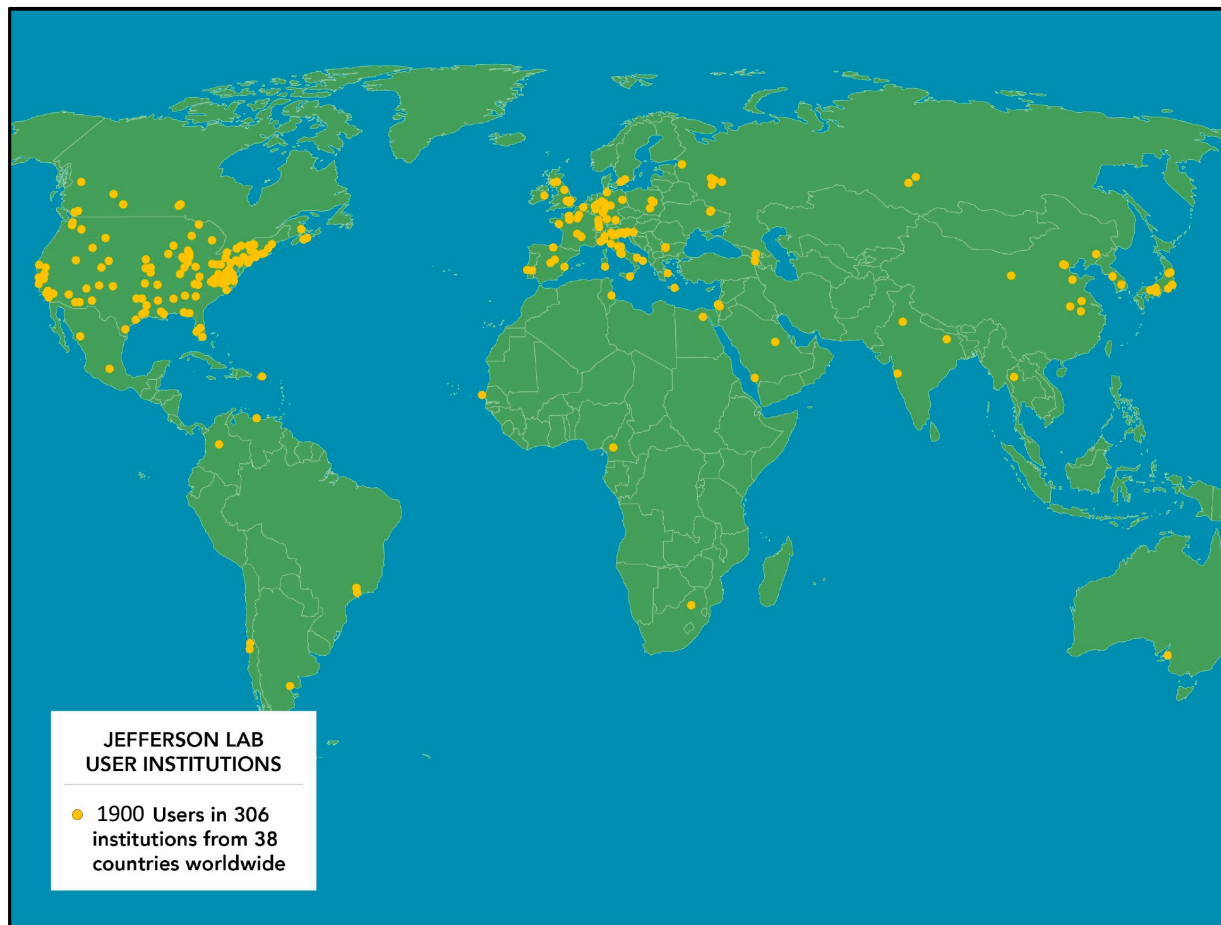 JEFFERSON LAB
USER INSTITUTIONS
1900 Users in 306
institutions from 38
countries worldwide